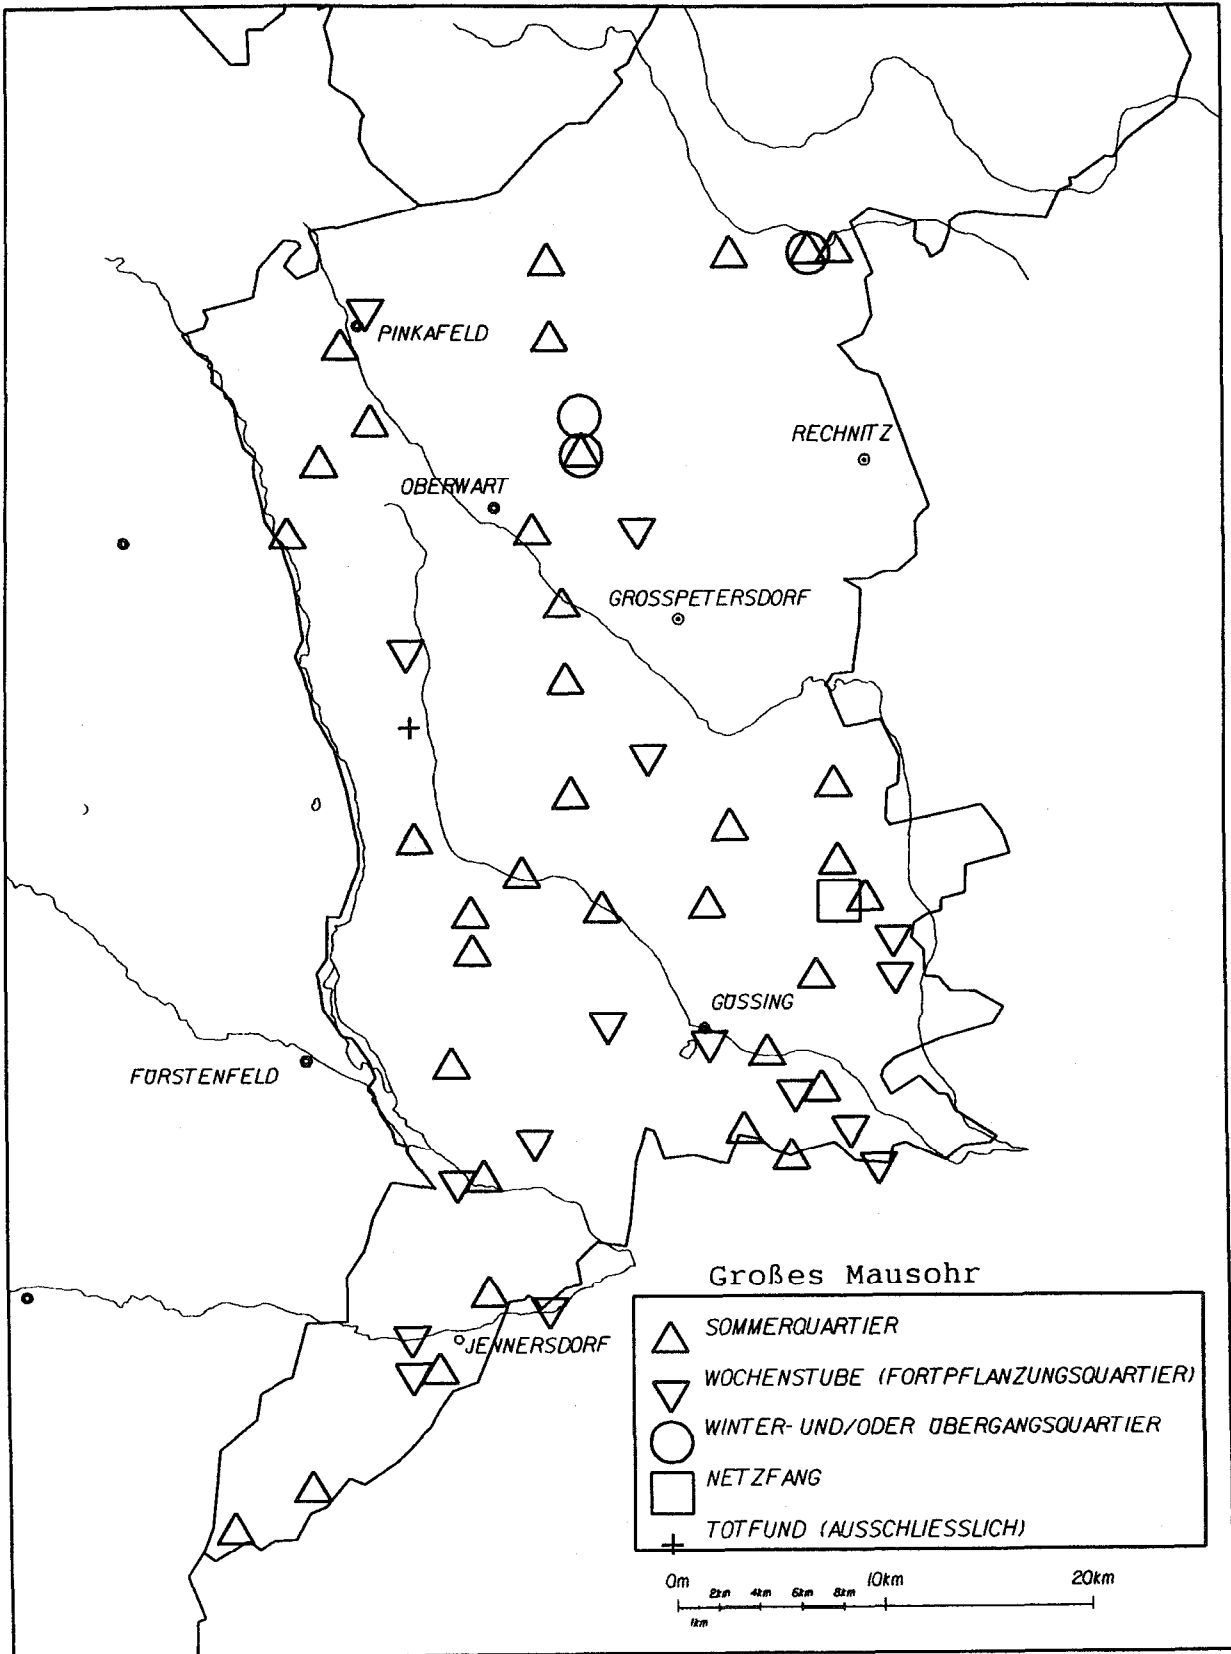 PINKAFELD
RECHNITZ
OBERWART
GROSSPETERSDORF
GÜSSING
FÜRSTENFELD
JENNERSDORF
Großes Mausohr
SOMMERQUARTIER
WOCHENSTUBE (FORTPFLANZUNGSQUARTIER)
WINTER- UND/ODER ÜBERGANGSQUARTIER
NETZFANG
TOTFUND (AUSSCHLIESSLICH)
0m 2km 4km 6km 8km 10km 20km
1km